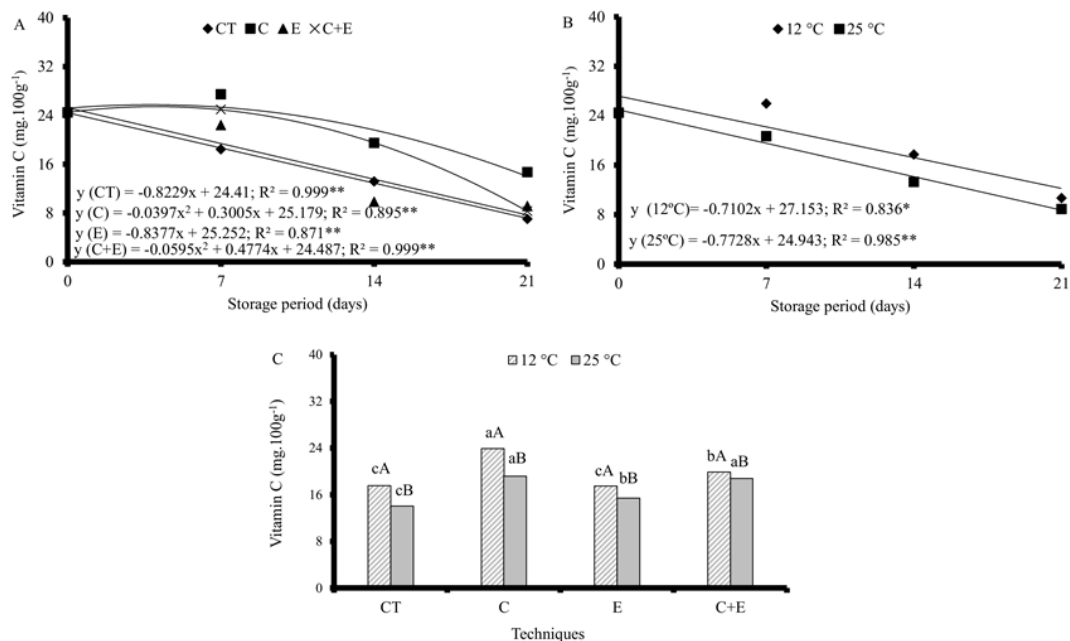 A
CT C E C+E
40
32
24
16
8
0
Vitamin C (mg.100g-1)
y (CT) = -0.8229x + 24.41; R² = 0.999**
y (C) = -0.0397x² + 0.3005x + 25.179; R² = 0.895**
y (E) = -0.8377x + 25.252; R² = 0.871**
y (C+E) = -0.0595x² + 0.4774x + 24.487; R² = 0.999**
0 7 14 21
Storage period (days)
B
12 °C 25 °C
40
32
24
16
8
0
Vitamin C (mg.100g-1)
y (12ºC)= -0.7102x + 27.153; R² = 0.836*
y (25ºC)= -0.7728x + 24.943; R² = 0.985**
0 7 14 21
Storage period (days)
C
12 °C 25 °C
40
32
24
16
8
0
Vitamin C (mg.100g-1)
cA cB aA aB cA bB bA aB
CT C E C+E
Techniques